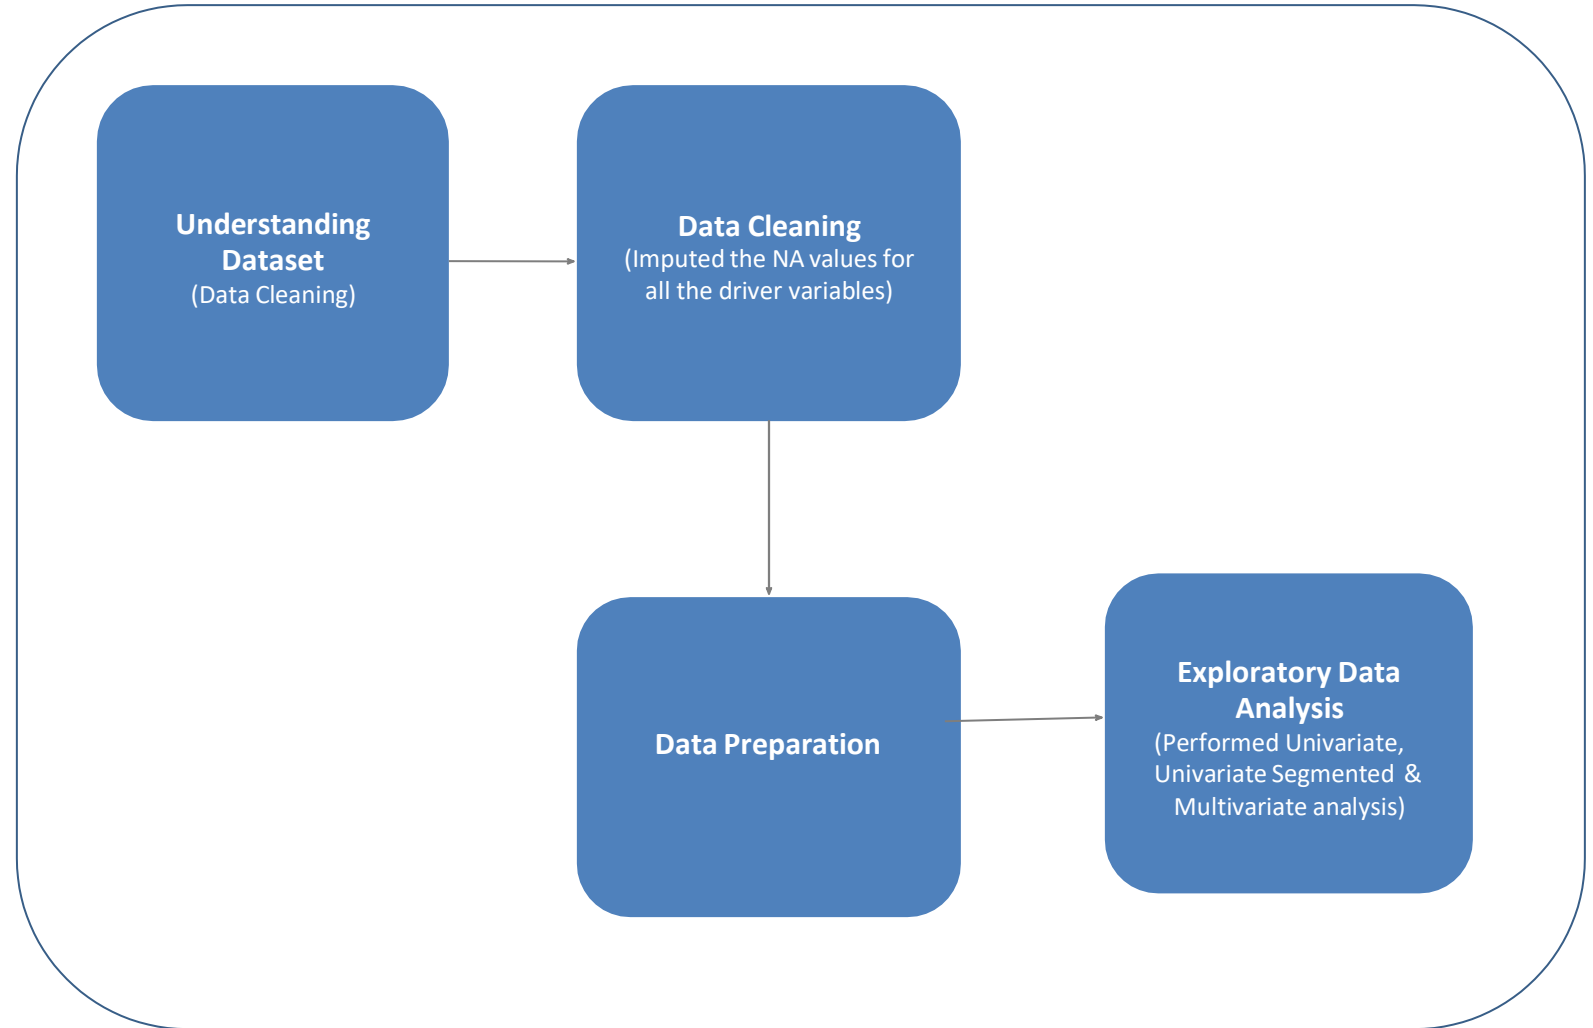 Understanding
Dataset
(Data Cleaning)
Data Cleaning
(Imputed the NA values for
all the driver variables)
Data Preparation
Exploratory Data
Analysis
(Performed Univariate,
Univariate Segmented &
Multivariate analysis)